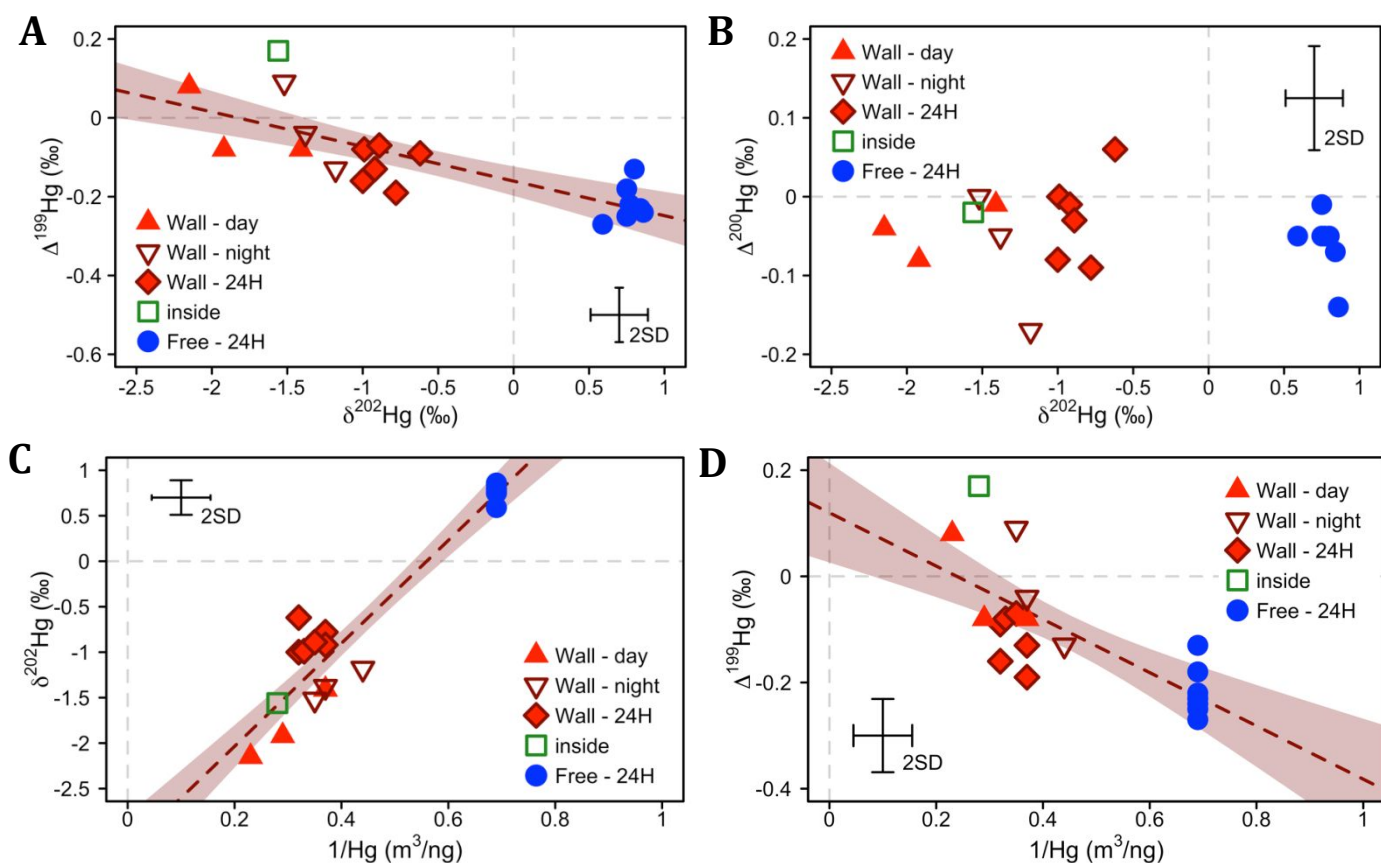 A
0.2
0
-0.2
-0.4
-0.6
Δ199Hg (‰)
Wall - day
Wall - night
Wall - 24H
inside
Free - 24H
2SD
-2.5 -2 -1.5 -1 -0.5 0 0.5 1
δ202Hg (‰)
B
0.2
0.1
0
-0.1
-0.2
Δ200Hg (‰)
Wall - day
Wall - night
Wall - 24H
inside
Free - 24H
2SD
-2.5 -2 -1.5 -1 -0.5 0 0.5 1
δ202Hg (‰)
C
1
0.5
0
-0.5
-1
-1.5
-2
-2.5
δ202Hg (‰)
2SD
Wall - day
Wall - night
Wall - 24H
inside
Free - 24H
0 0.2 0.4 0.6 0.8 1
1/Hg (m3/ng)
D
0.2
0
-0.2
-0.4
Δ199Hg (‰)
Wall - day
Wall - night
Wall - 24H
inside
Free - 24H
2SD
0 0.2 0.4 0.6 0.8 1
1/Hg (m3/ng)